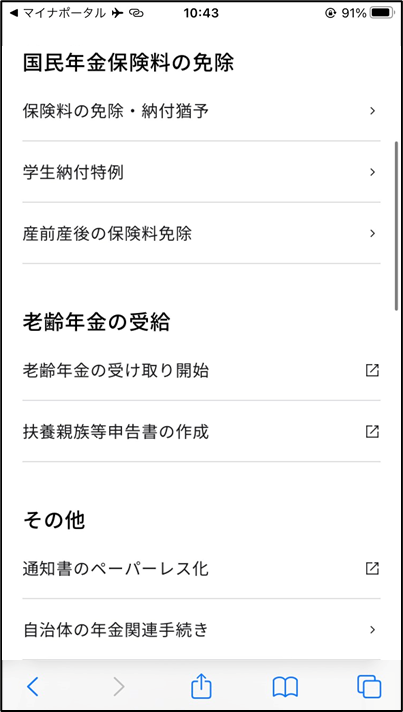 ◀ マイナポータル 10:43 91%
国民年金保険料の免除
保険料の免除・納付猶予
学生納付特例
産前産後の保険料免除
老齢年金の受給
老齢年金の受け取り開始
扶養親族等申告書の作成
その他
通知書のペーパーレス化
自治体の年金関連手続き